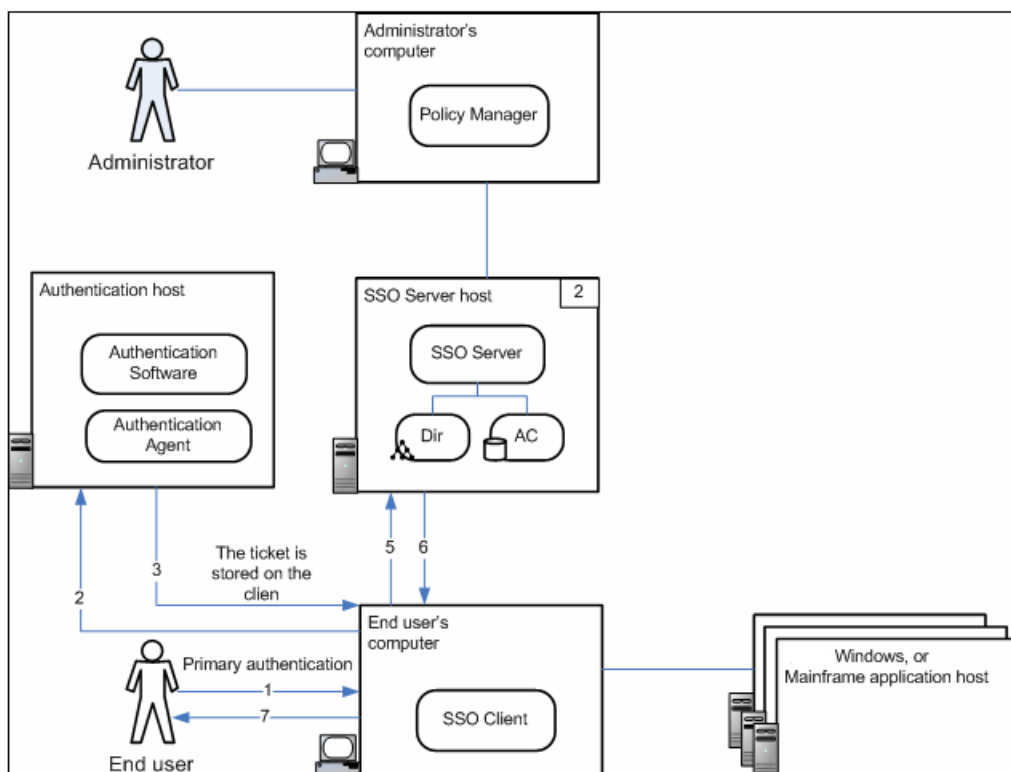 Administrator's
computer
Policy Manager
Administrator
Authentication host
Authentication
Software
Authentication
Agent
SSO Server host
2
SSO Server
Dir
AC
2
3
The ticket is
stored on the
clien
5
6
End user's
computer
SSO Client
Primary authentication
1
7
End user
Windows, or
Mainframe application host